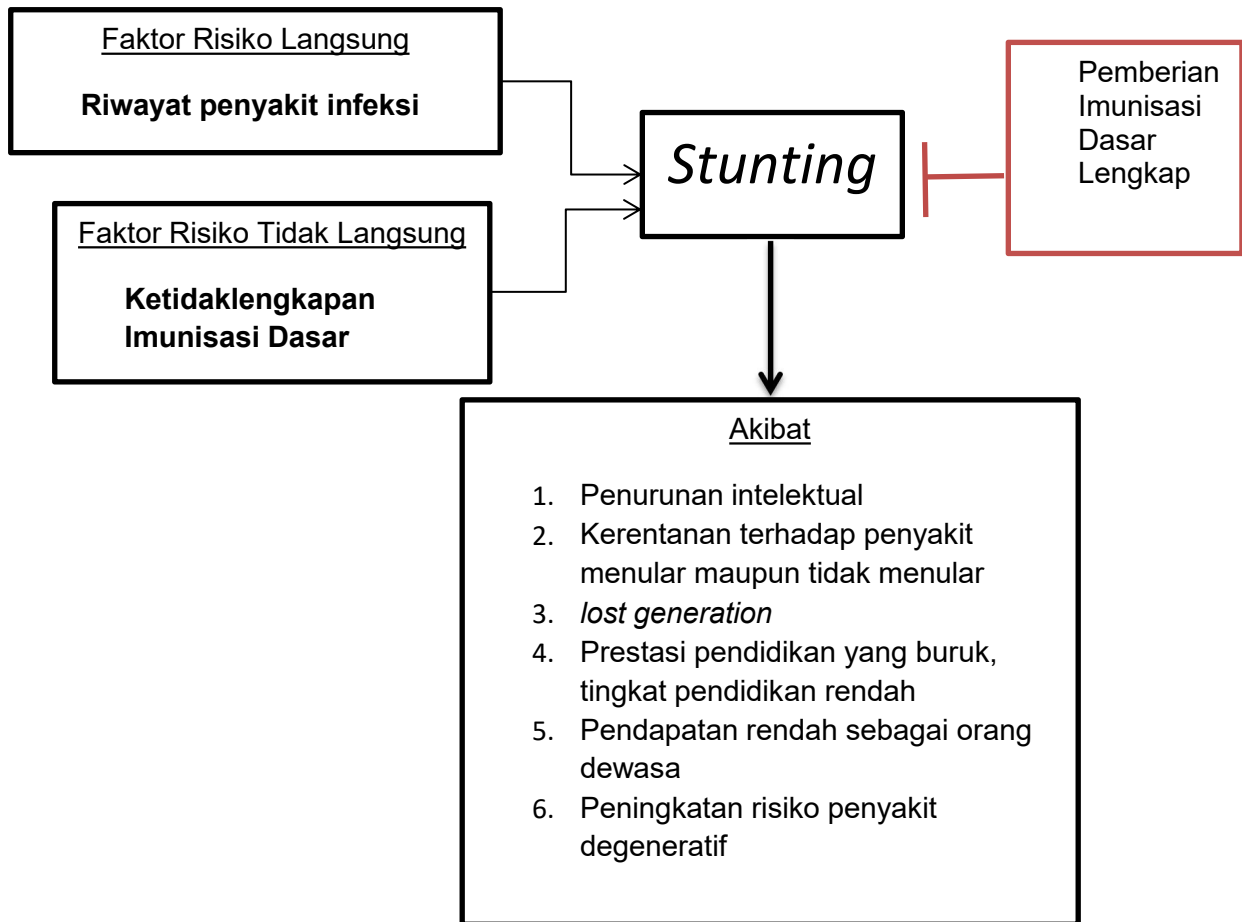 Faktor Risiko Langsung
Riwayat penyakit infeksi
Faktor Risiko Tidak Langsung
Ketidaklengkapan
Imunisasi Dasar
Stunting
Pemberian
Imunisasi
Dasar
Lengkap
Akibat
1. Penurunan intelektual
2. Kerentanan terhadap penyakit
menular maupun tidak menular
3. lost generation
4. Prestasi pendidikan yang buruk,
tingkat pendidikan rendah
5. Pendapatan rendah sebagai orang
dewasa
6. Peningkatan risiko penyakit
degeneratif